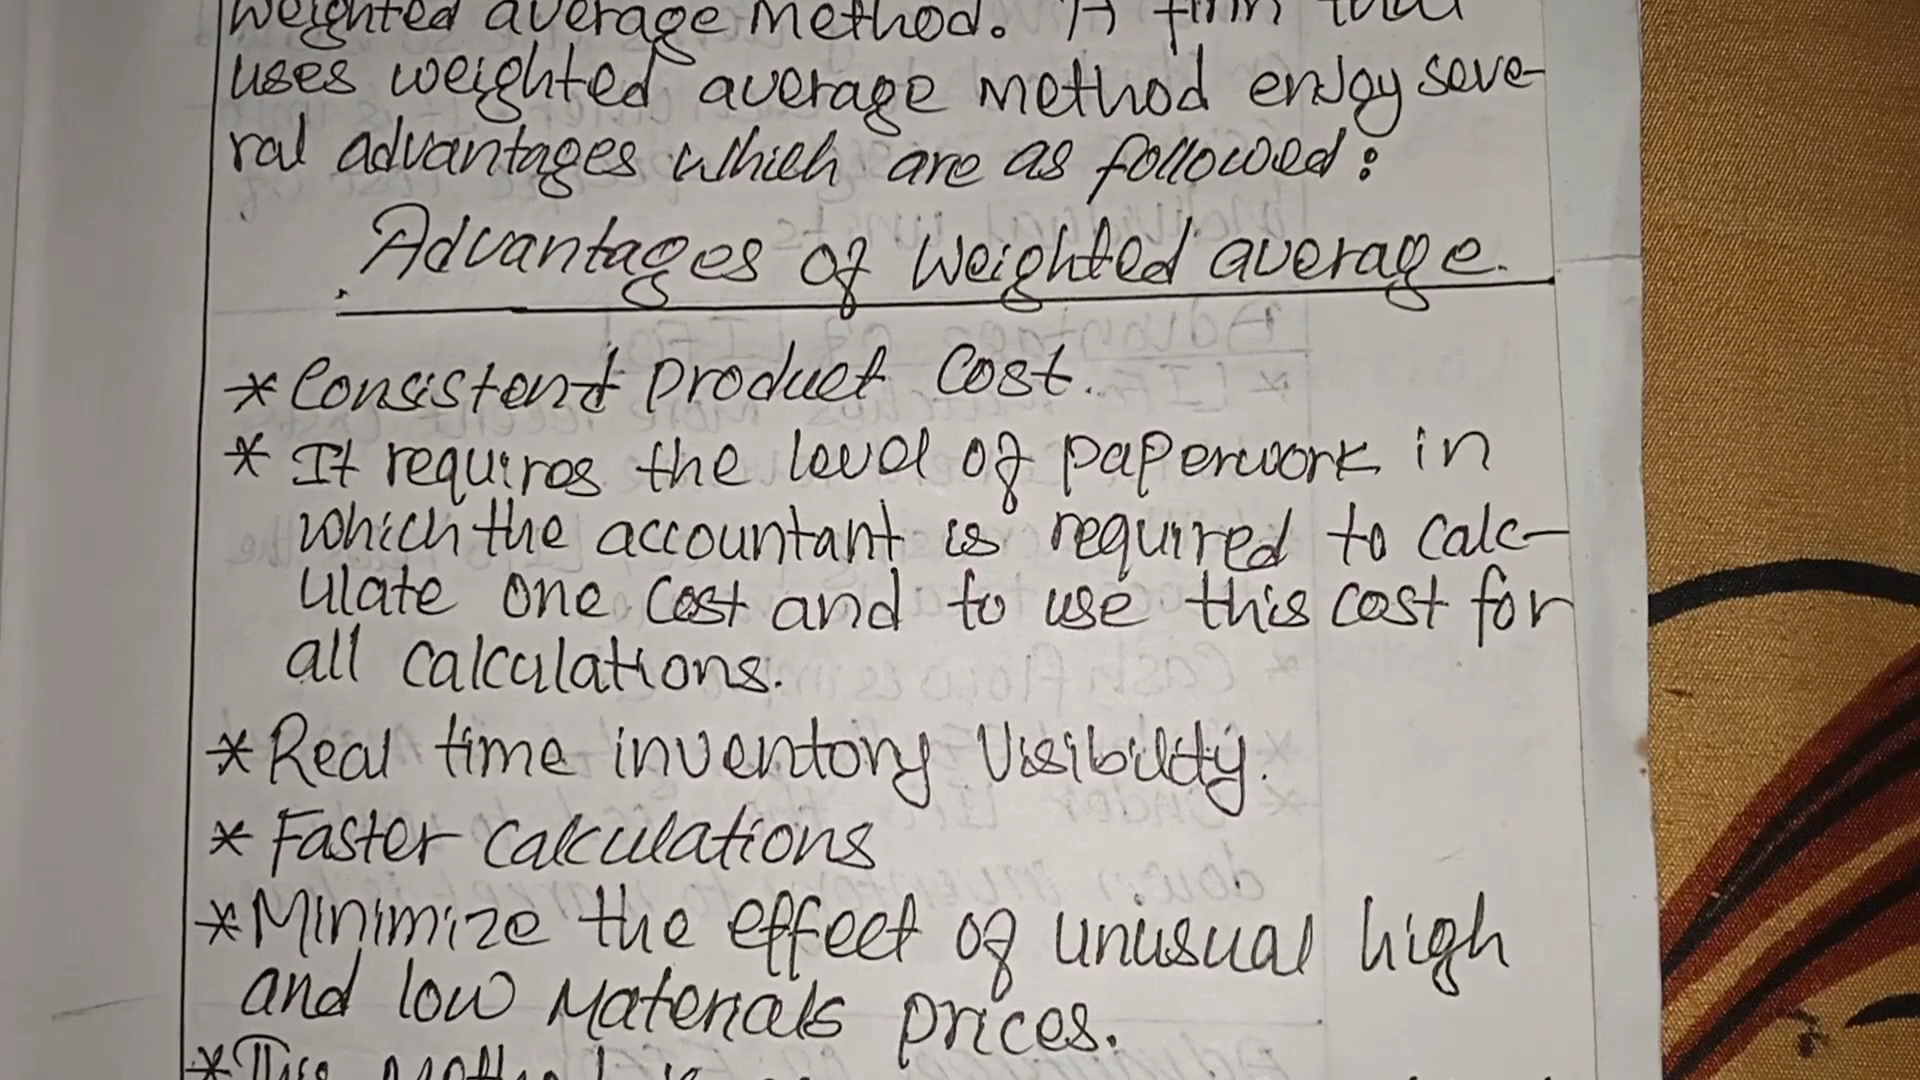 weighted average method. A firm that
uses weighted average method enjoy seve-
ral advantages which are as followed:
Advantages of Weighted average.
* Consistent product cost.
* It requires the level of paperwork in
which the accountant is required to calc-
ulate one cost and to use this cost for
all calculations.
* Real time inventory Visibility.
* Faster calculations
* Minimize the effect of unusual high
and low materials prices.
* This method is